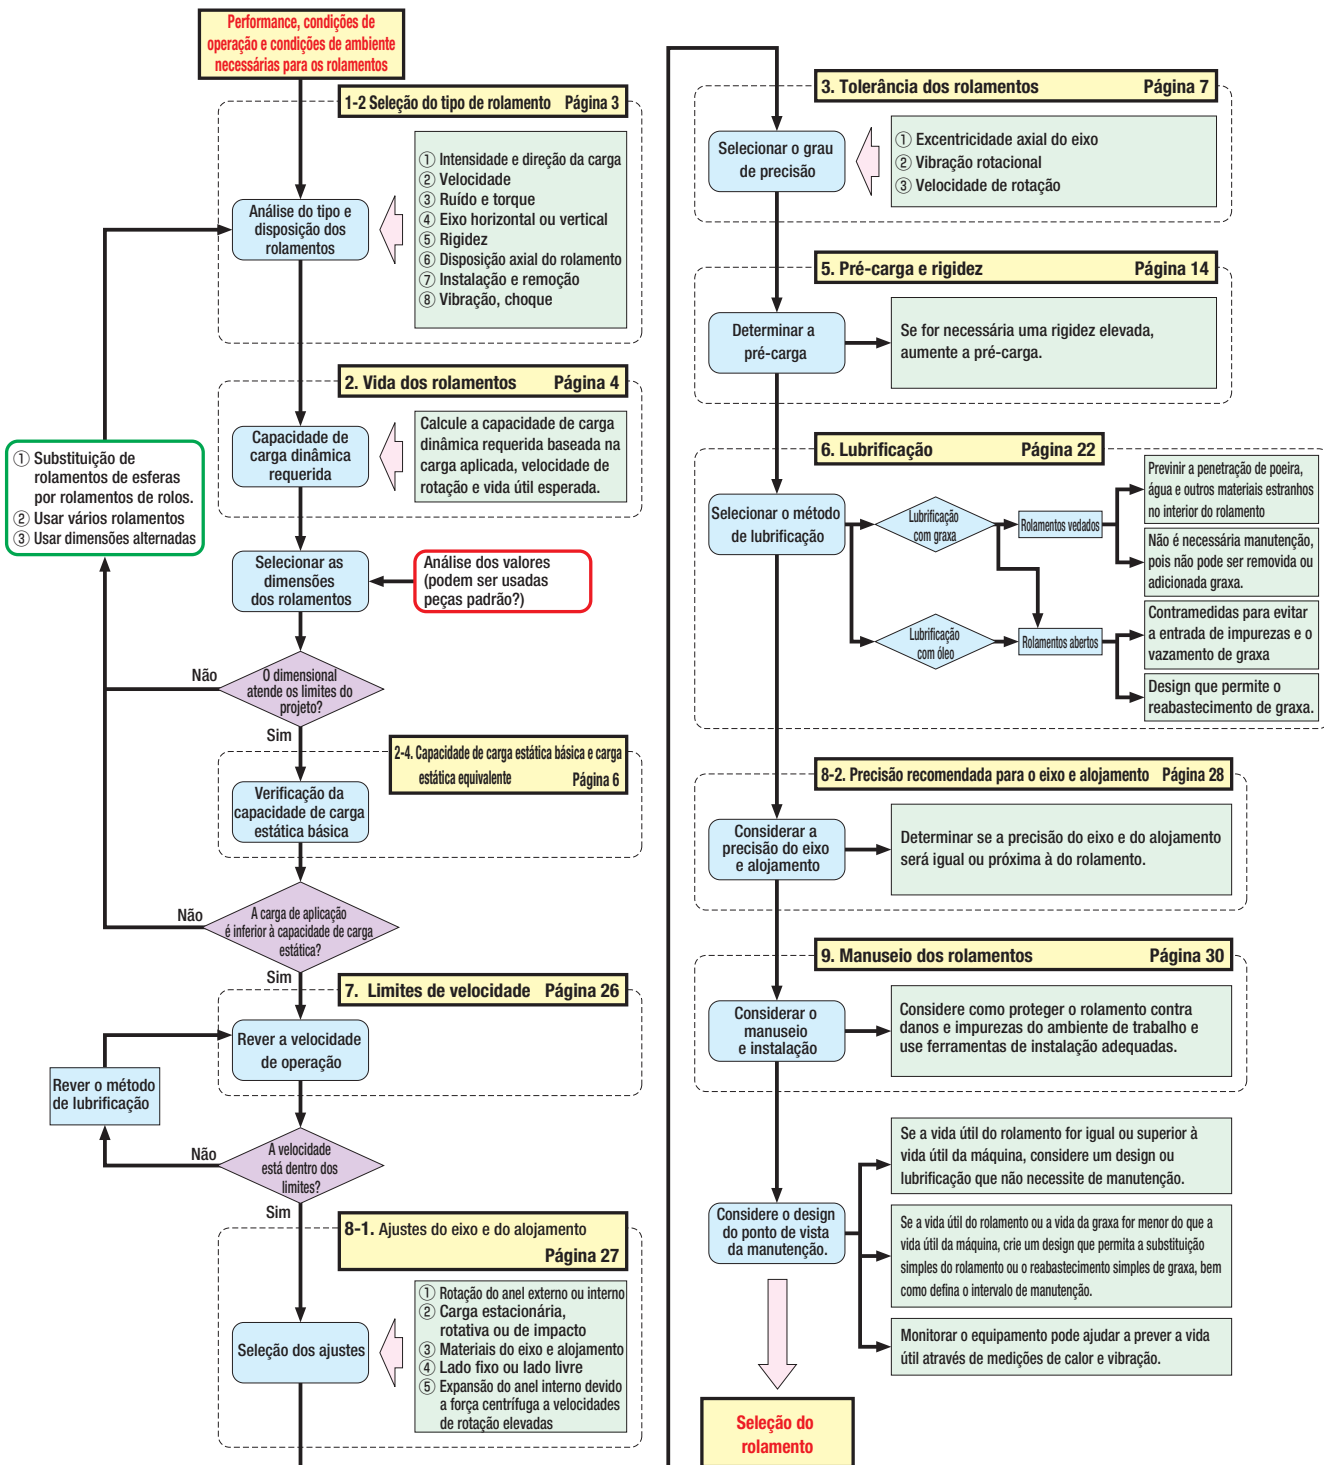 Performance, condições de
operação e condições de ambiente
necessárias para os rolamentos
1-2 Seleção do tipo de rolamento Página 3
Análise do tipo e
disposição dos
rolamentos
① Intensidade e direção da carga
② Velocidade
③ Ruído e torque
④ Eixo horizontal ou vertical
⑤ Rigidez
⑥ Disposição axial do rolamento
⑦ Instalação e remoção
⑧ Vibração, choque
2. Vida dos rolamentos Página 4
Capacidade de
carga dinâmica
requerida
Calcule a capacidade de carga
dinâmica requerida baseada na
carga aplicada, velocidade de
rotação e vida útil esperada.
① Substituição de
rolamentos de esferas
por rolamentos de rolos.
② Usar vários rolamentos
③ Usar dimensões alternadas
Selecionar as
dimensões
dos rolamentos
Análise dos valores
(podem ser usadas
peças padrão?)
Não
O dimensional
atende os limites do
projeto?
Sim
2-4. Capacidade de carga estática básica e carga
estática equivalente Página 6
Verificação da
capacidade de carga
estática básica
Não
A carga de aplicação
é inferior à capacidade de carga
estática?
Sim
7. Limites de velocidade Página 26
Rever a velocidade
de operação
Rever o método
de lubrificação
Não
A velocidade
está dentro dos
limites?
Sim
8-1. Ajustes do eixo e do alojamento
Página 27
Seleção dos ajustes
① Rotação do anel externo ou interno
② Carga estacionária,
rotativa ou de impacto
③ Materiais do eixo e alojamento
④ Lado fixo ou lado livre
⑤ Expansão do anel interno devido
a força centrífuga a velocidades
de rotação elevadas
3. Tolerância dos rolamentos Página 7
Selecionar o grau
de precisão
① Excentricidade axial do eixo
② Vibração rotacional
③ Velocidade de rotação
5. Pré-carga e rigidez Página 14
Determinar a
pré-carga
Se for necessária uma rigidez elevada,
aumente a pré-carga.
6. Lubrificação Página 22
Selecionar o método
de lubrificação
Lubrificação
com graxa
Rolamentos vedados
Previnir a penetração de poeira,
água e outros materiais estranhos
no interior do rolamento
Não é necessária manutenção,
pois não pode ser removida ou
adicionada graxa.
Lubrificação
com óleo
Rolamentos abertos
Contramedidas para evitar
a entrada de impurezas e o
vazamento de graxa
Design que permite o
reabastecimento de graxa.
8-2. Precisão recomendada para o eixo e alojamento Página 28
Considerar a
precisão do eixo
e alojamento
Determinar se a precisão do eixo e do alojamento
será igual ou próxima à do rolamento.
9. Manuseio dos rolamentos Página 30
Considerar o
manuseio
e instalação
Considere como proteger o rolamento contra
danos e impurezas do ambiente de trabalho e
use ferramentas de instalação adequadas.
Considere o design
do ponto de vista
da manutenção.
Se a vida útil do rolamento for igual ou superior à
vida útil da máquina, considere um design ou
lubrificação que não necessite de manutenção.
Se a vida útil do rolamento ou a vida da graxa for menor do que a
vida útil da máquina, crie um design que permita a substituição
simples do rolamento ou o reabastecimento simples de graxa, bem
como defina o intervalo de manutenção.
Monitorar o equipamento pode ajudar a prever a vida
útil através de medições de calor e vibração.
Seleção do
rolamento